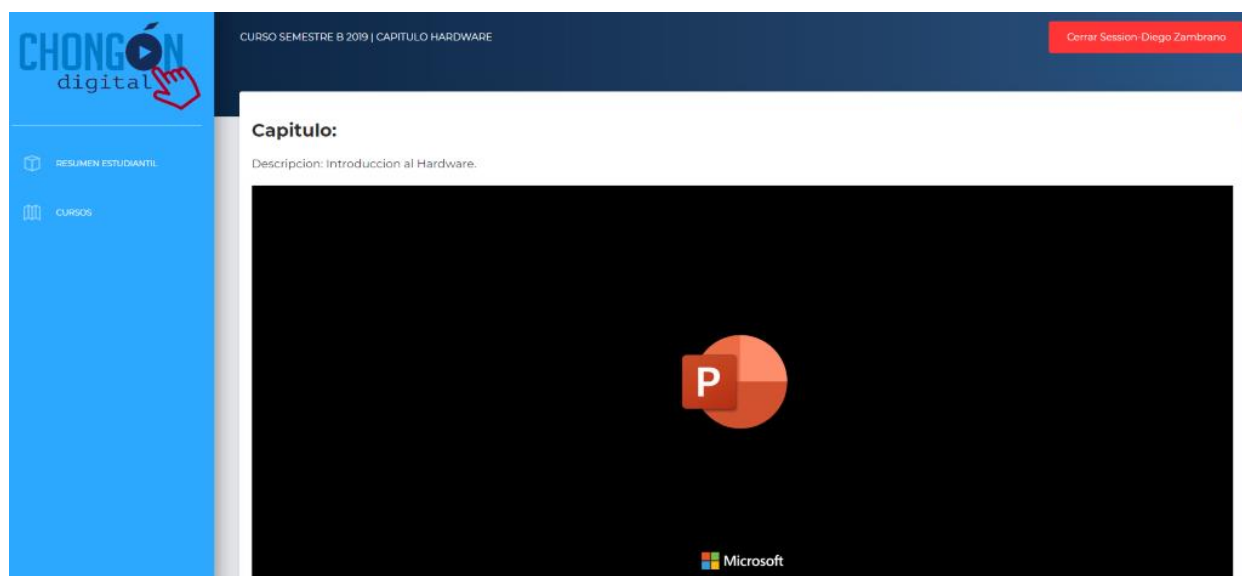 CHONGÓN
digital
CURSO SEMESTRE B 2019 | CAPITULO HARDWARE
Cerrar Session-Diego Zambrano
RESUMEN ESTUDIANTIL
CURSOS
Capitulo:
Descripcion: Introduccion al Hardware.
P
Microsoft